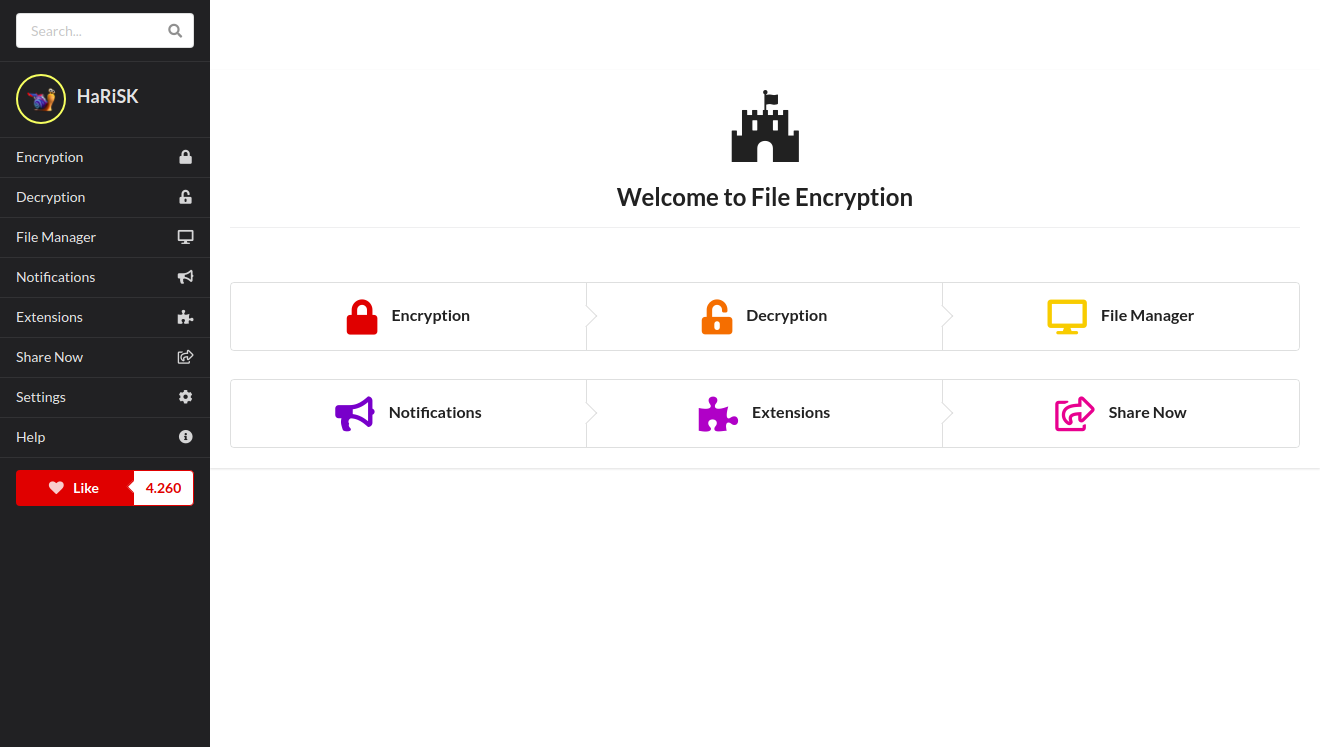 Search...
HaRiSK
Encryption
Decryption
File Manager
Notifications
Extensions
Share Now
Settings
Help
Like 4.260
Welcome to File Encryption
Encryption Decryption File Manager
Notifications Extensions Share Now